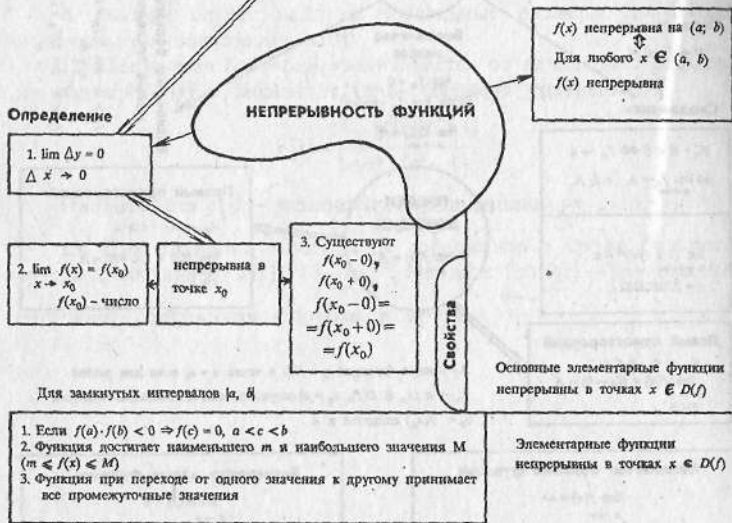 f(x) непрерывна на (a; b)
⇕
Для любого x ∈ (a, b)
f(x) непрерывна
НЕПРЕРЫВНОСТЬ ФУНКЦИЙ
Определение
1. lim Δy = 0
Δ x → 0
2. lim f(x) = f(x₀)
x → x₀
f(x₀) – число
непрерывна в
точке x₀
3. Существуют
f(x₀ – 0),
f(x₀ + 0),
f(x₀ – 0)=
=f(x₀ + 0)=
=f(x₀)
Свойства
Основные элементарные функции
непрерывны в точках x ∈ D(f)
Для замкнутых интервалов |a, b|
1. Если f(a)·f(b) < 0 ⇒ f(c) = 0, a < c < b
2. Функция достигает наименьшего m и наибольшего значения M
(m ⩽ f(x) ⩽ M)
3. Функция при переходе от одного значения к другому принимает
все промежуточные значения
Элементарные функции
непрерывны в точках x ∈ D(f)